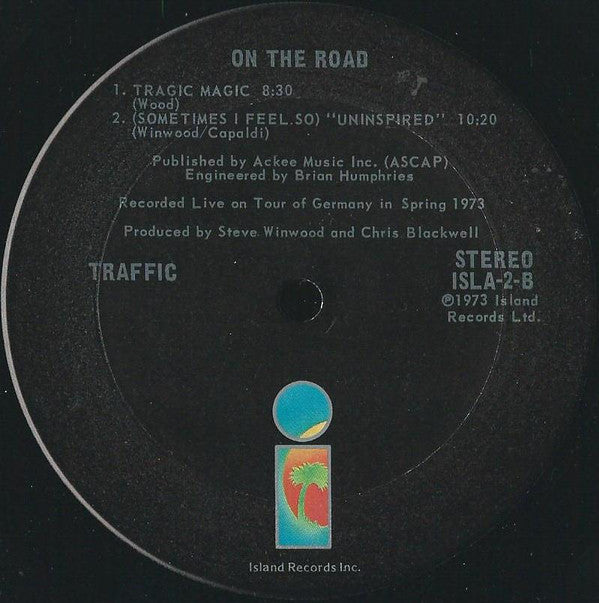 ON THE ROAD
1. TRAGIC MAGIC 8:30
(Wood)
2. (SOMETIMES I FEEL SO) "UNINSPIRED" 10:20
(Winwood/Capaldi)
Published by Ackee Music Inc. (ASCAP)
Engineered by Brian Humphries
Recorded Live on Tour of Germany in Spring 1973
Produced by Steve Winwood and Chris Blackwell
TRAFFIC
STEREO
ISLA-2-B
℗1973 Island
Records Ltd.
Island Records Inc.